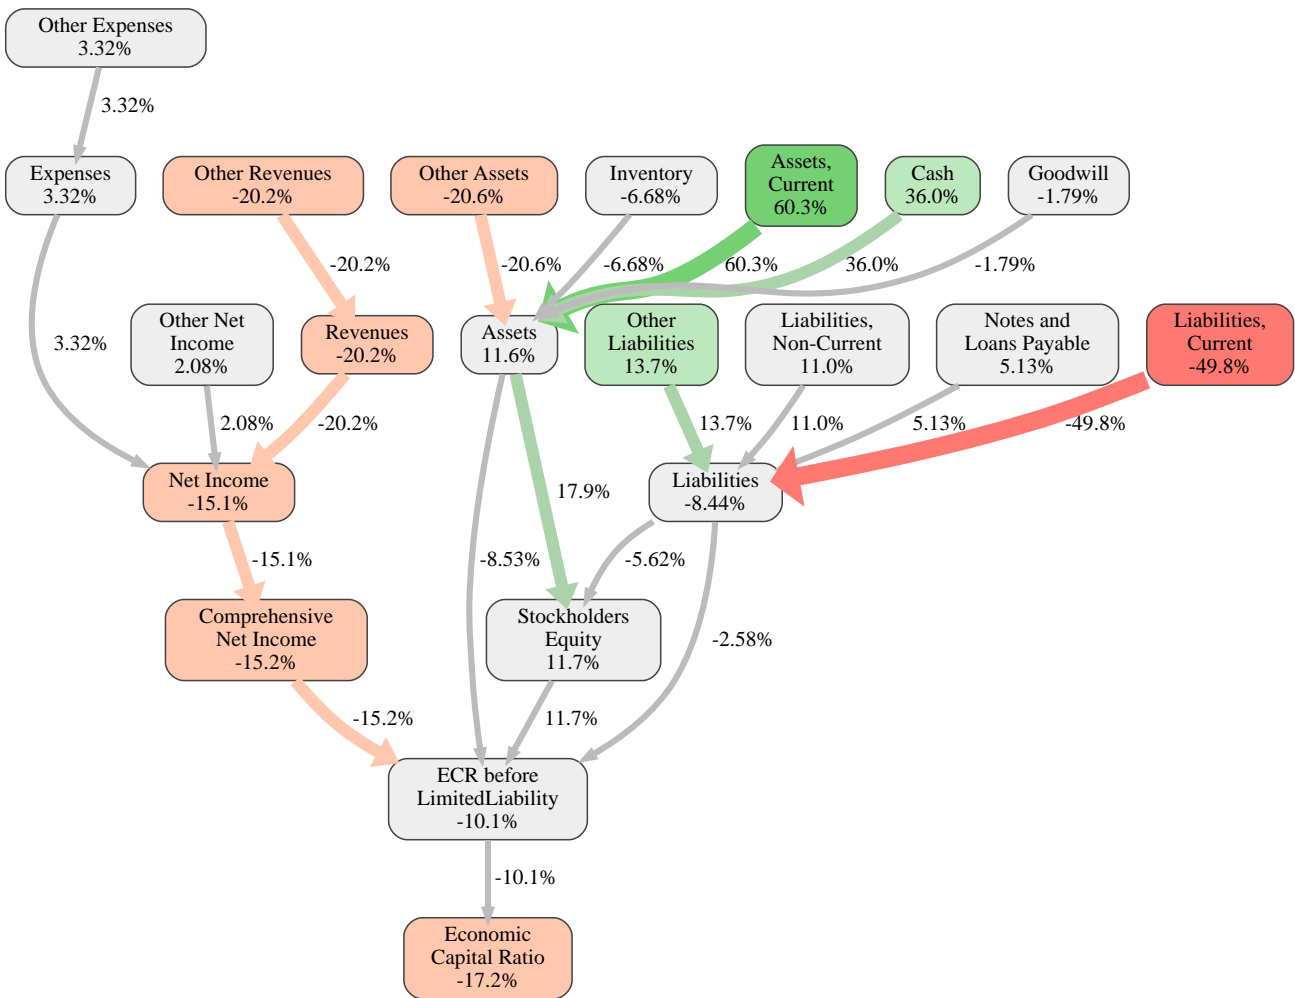 Other Expenses
3.32%
3.32%
Expenses
3.32%
Other Revenues
-20.2%
Other Assets
-20.6%
Inventory
-6.68%
Assets,
Current
60.3%
Cash
36.0%
Goodwill
-1.79%
-20.2%
-20.6%
-6.68%
60.3%
36.0%
-1.79%
3.32%
Other Net
Income
2.08%
Revenues
-20.2%
Assets
11.6%
Other
Liabilities
13.7%
Liabilities,
Non-Current
11.0%
Notes and
Loans Payable
5.13%
Liabilities,
Current
-49.8%
2.08%
-20.2%
13.7%
11.0%
5.13%
-49.8%
Net Income
-15.1%
17.9%
Liabilities
-8.44%
-15.1%
-8.53%
-5.62%
Comprehensive
Net Income
-15.2%
Stockholders
Equity
11.7%
-2.58%
-15.2%
11.7%
ECR before
LimitedLiability
-10.1%
-10.1%
Economic
Capital Ratio
-17.2%